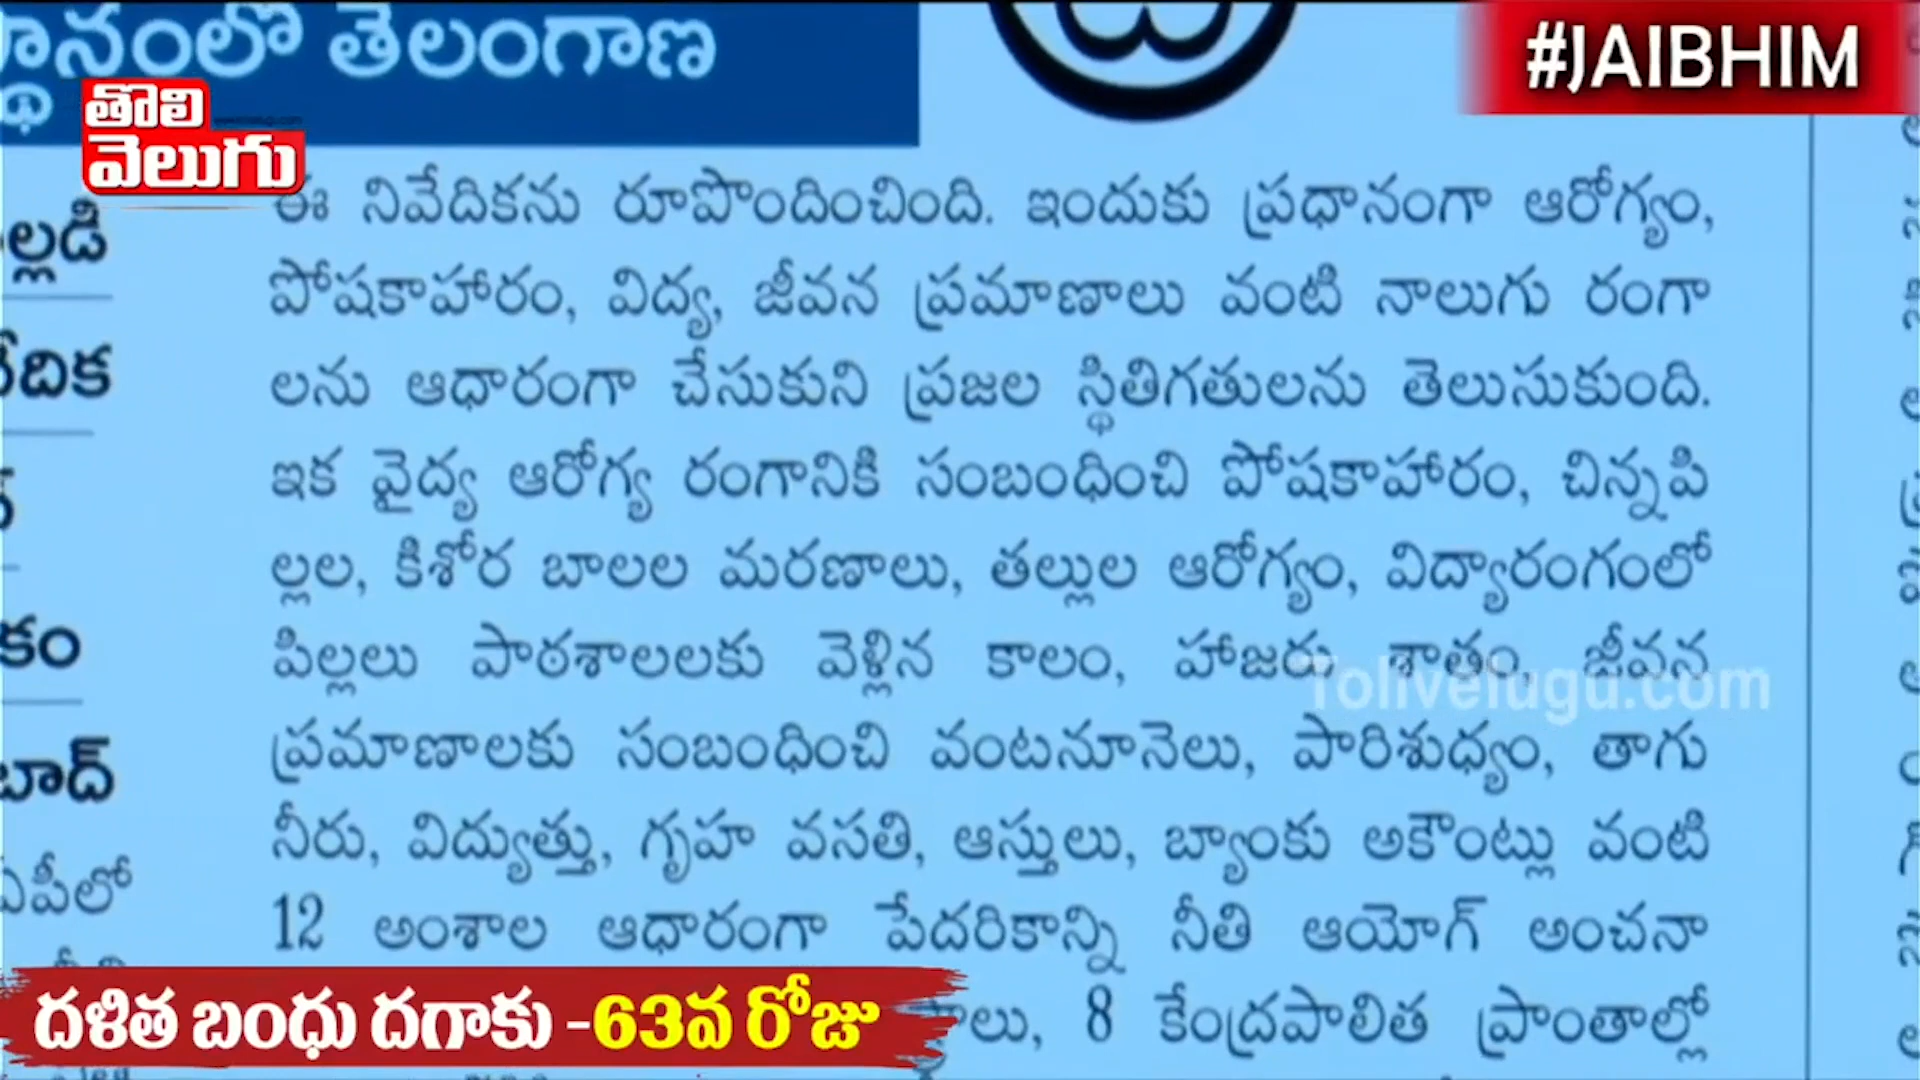 తెలంగాణ
#JAIBHIM
తొలి
వెలుగు
ఈ నివేదికను రూపొందించింది. ఇందుకు ప్రధానంగా ఆరోగ్యం,
పోషకాహారం, విద్య, జీవన ప్రమాణాలు వంటి నాలుగు రంగా
లను ఆధారంగా చేసుకుని ప్రజల స్థితిగతులను తెలుసుకుంది.
ఇక వైద్య ఆరోగ్య రంగానికి సంబంధించి పోషకాహారం, చిన్నపి
ల్లల, కిశోర బాలల మరణాలు, తల్లుల ఆరోగ్యం, విద్యారంగంలో
పిల్లలు పాఠశాలలకు వెళ్లిన కాలం, హాజరు శాతం, జీవన
Tolivelugu.com
ప్రమాణాలకు సంబంధించి వంటనూనెలు, పారిశుధ్యం, తాగు
నీరు, విద్యుత్తు, గృహ వసతి, ఆస్తులు, బ్యాంకు అకౌంట్లు వంటి
12 అంశాల ఆధారంగా పేదరికాన్ని నీతి ఆయోగ్ అంచనా
8 కేంద్రపాలిత ప్రాంతాల్లో
దళిత బంధు దగాకు -63వ రోజు